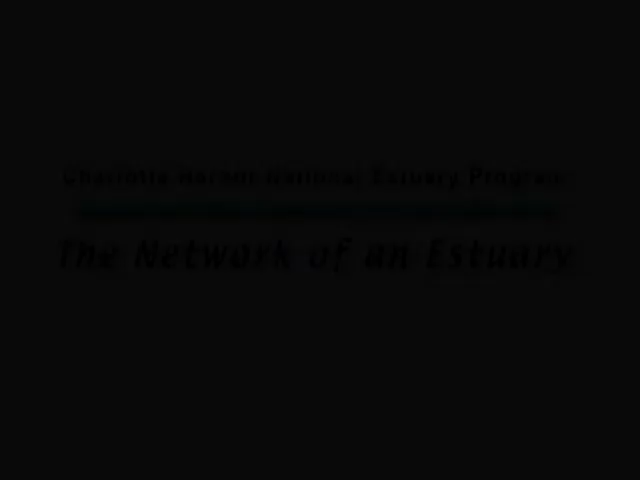 Charlotte Harbor National Estuary Program
The Network of an Estuary